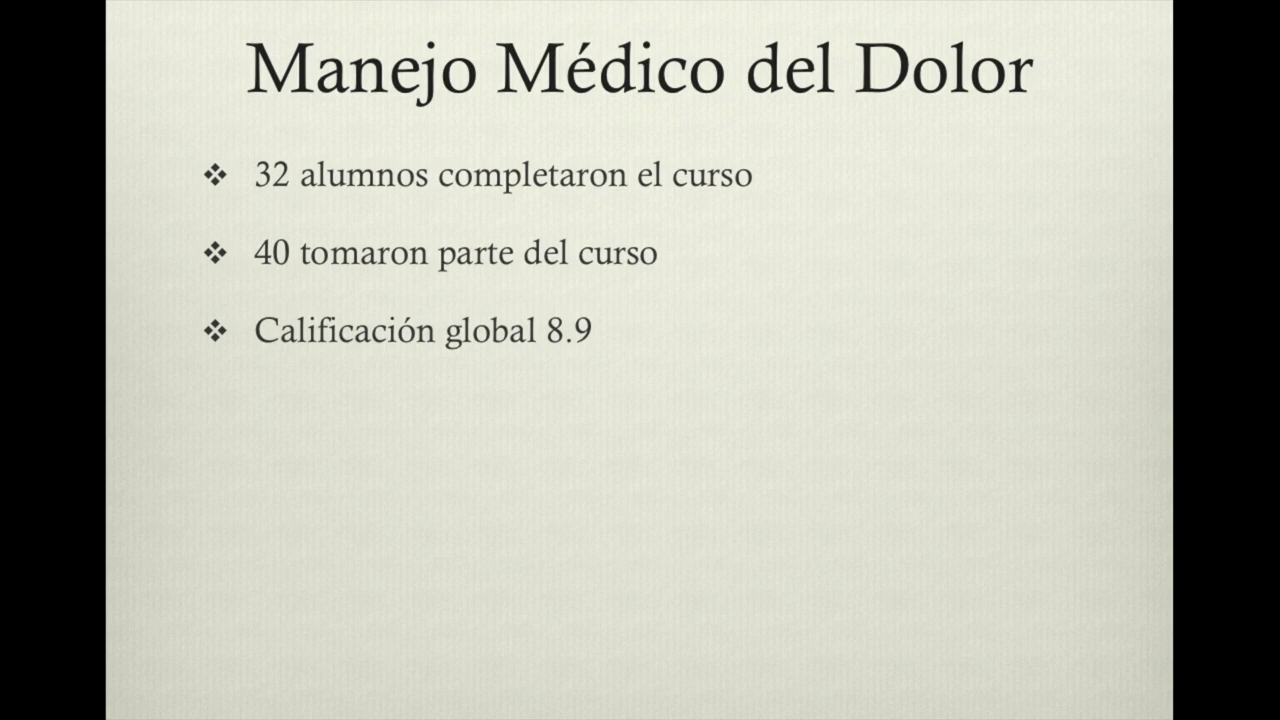 Manejo Médico del Dolor
❖ 32 alumnos completaron el curso
❖ 40 tomaron parte del curso
❖ Calificación global 8.9